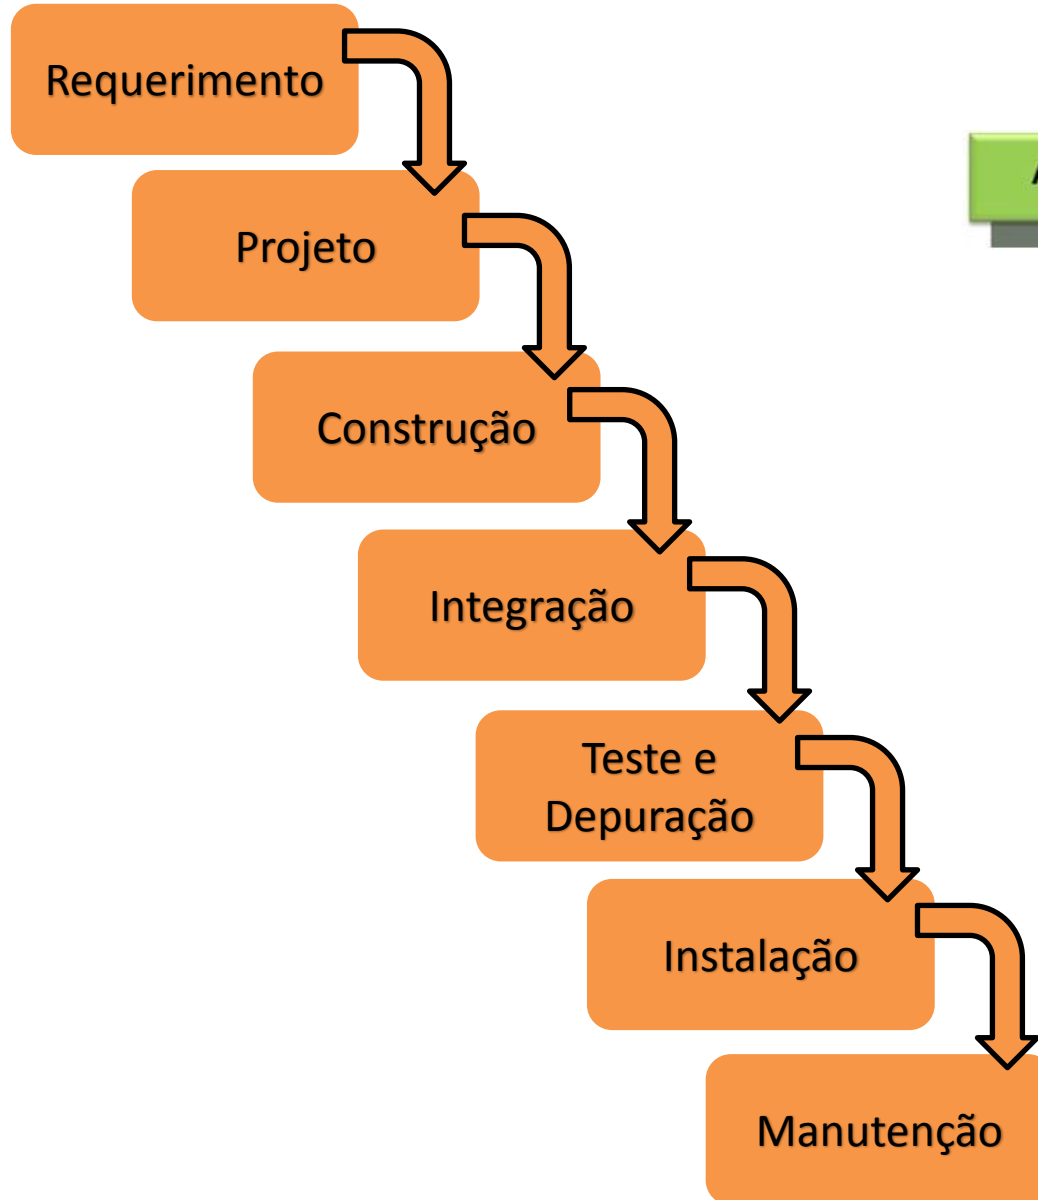 Requerimento
A
Projeto
Construção
Integração
Teste e
Depuração
Instalação
Manutenção